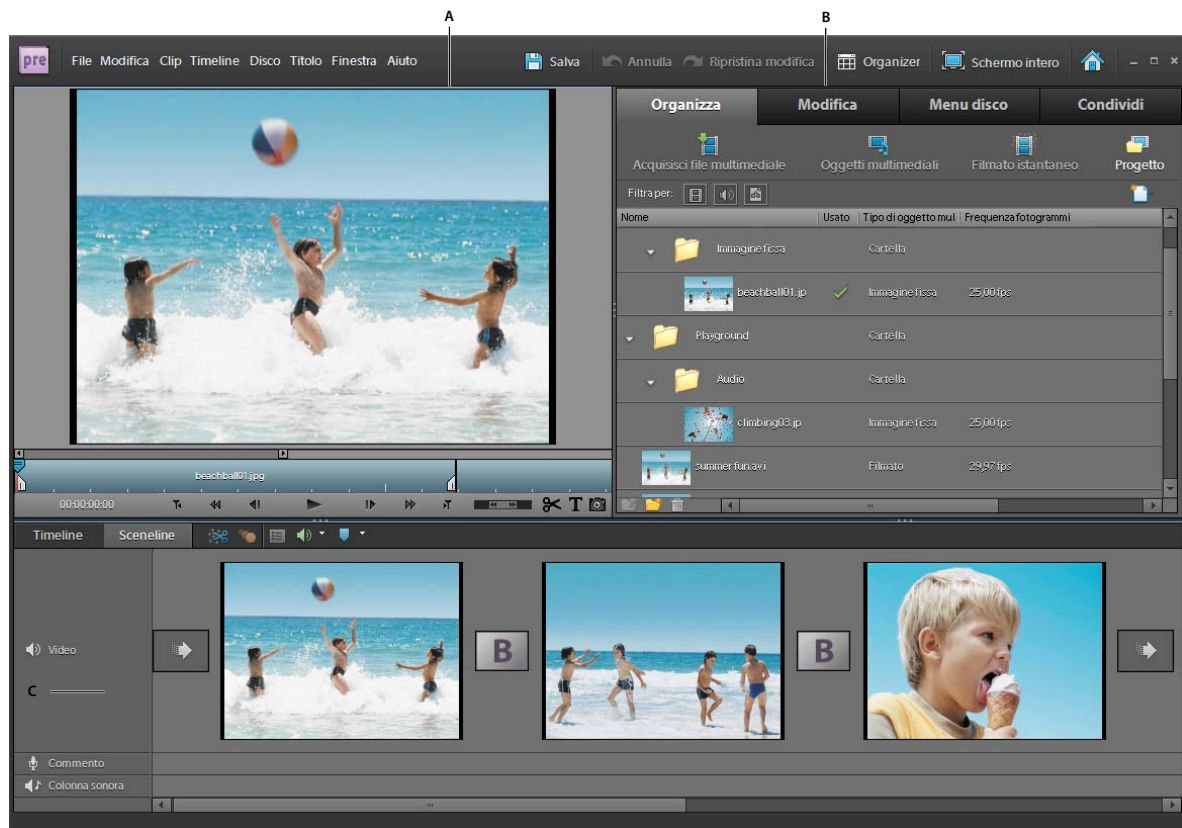 A B
pre File Modifica Clip Timeline Disco Titolo Finestra Aiuto Salva Annulla Ripristina modifica Organizer Schermo intero
Organizza Modifica Menu disco Condividi
Acquisisci file multimediale Oggetti multimediali Filmato istantaneo Progetto
Filtra per:
Nome Usato Tipo di oggetto mul Frequenza fotogrammi
Immagine fissa Cartella
beachball01.jp Immagine fissa 25,00 fps
Playground Cartella
Audio Cartella
climbing03.jp Immagine fissa 25,00 fps
summer fun.avi Filmato 29,97 fps
beachball01.jpg
00:00:00:00 T
Timeline Sceneline
Video
B B
C
Commento
Colonna sonora